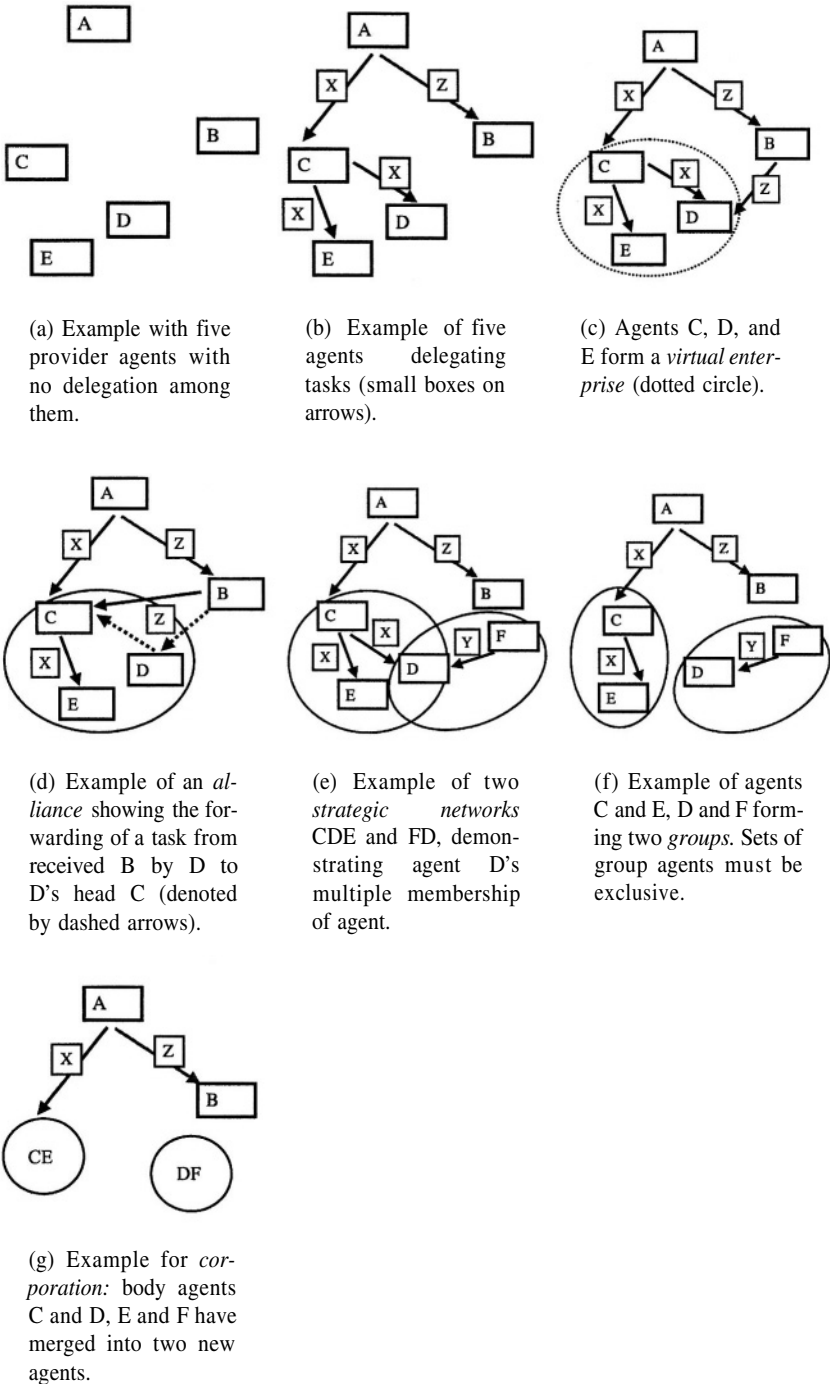 A
B
C
D
E
A
X
Z
B
C
X
X
D
E
A
X
Z
B
C
X
Z
X
D
E
(a) Example with five
provider agents with
no delegation among
them.
(b) Example of five
agents delegating
tasks (small boxes on
arrows).
(c) Agents C, D, and
E form a virtual enter-
prise (dotted circle).
A
X
Z
B
C
Z
X
D
E
A
X
Z
B
C
X
Y
F
X
D
E
A
X
Z
B
C
Y
F
X
D
E
(d) Example of an al-
liance showing the for-
warding of a task from
received B by D to
D's head C (denoted
by dashed arrows).
(e) Example of two
strategic networks
CDE and FD, demon-
strating agent D's
multiple membership
of agent.
(f) Example of agents
C and E, D and F form-
ing two groups. Sets of
group agents must be
exclusive.
A
X
Z
B
CE
DF
(g) Example for cor-
poration: body agents
C and D, E and F have
merged into two new
agents.